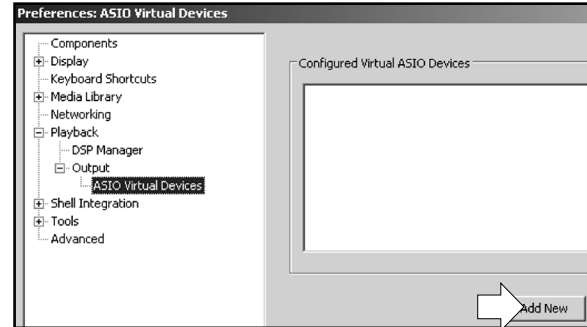 Preferences: ASIO Virtual Devices
Components
Display
Keyboard Shortcuts
Media Library
Networking
Playback
DSP Manager
Output
ASIO Virtual Devices
Shell Integration
Tools
Advanced
Configured Virtual ASIO Devices
Add New